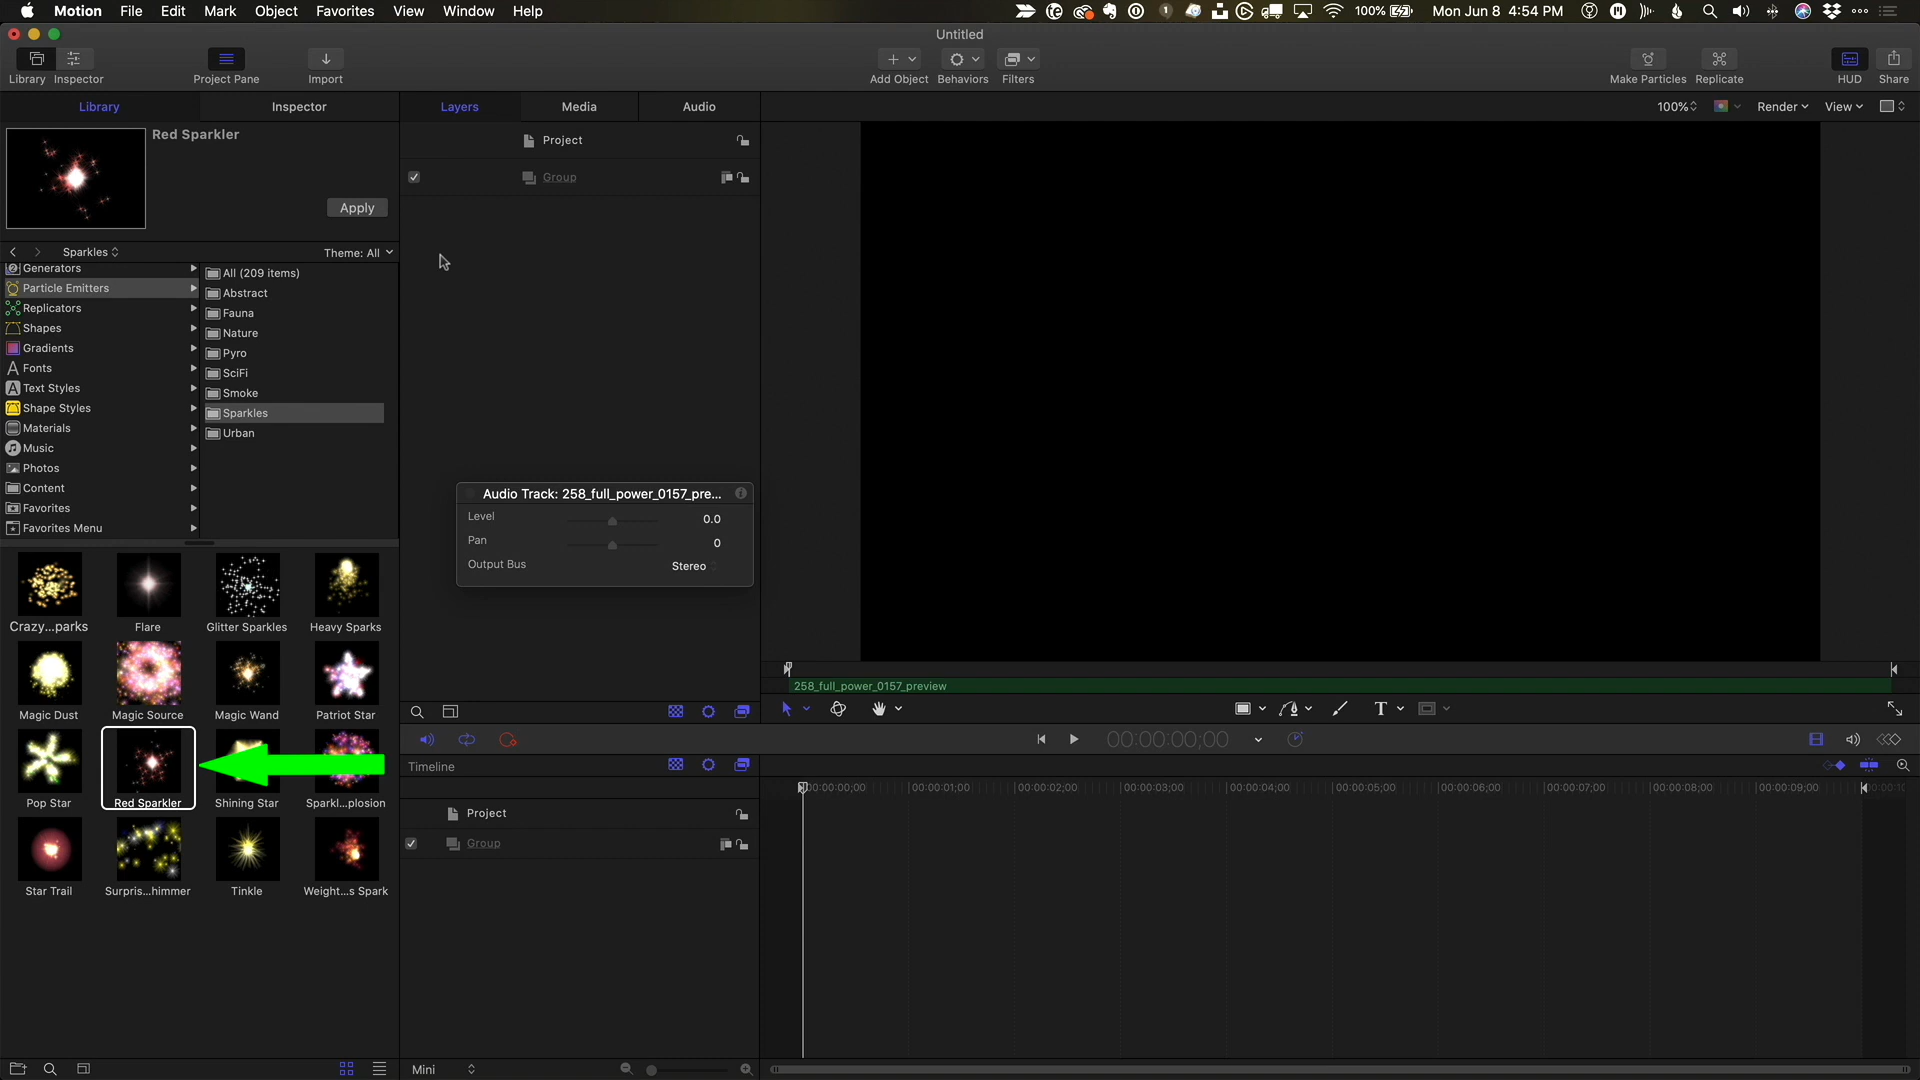 Motion File Edit Mark Object Favorites View Window Help
100% Mon Jun 8 4:54 PM
Untitled
Library Inspector Project Pane Import Add Object Behaviors Filters Make Particles Replicate HUD Share
Library Inspector Layers Media Audio 100% Render View
Red Sparkler
Apply
Project
Group
Sparkles Theme: All
Generators
Particle Emitters
Replicators
Shapes
Gradients
Fonts
Text Styles
Shape Styles
Materials
Music
Photos
Content
Favorites
Favorites Menu
All (209 items)
Abstract
Fauna
Nature
Pyro
SciFi
Smoke
Sparkles
Urban
Audio Track: 258_full_power_0157_pre...
Level 0.0
Pan 0
Output Bus Stereo
Crazy...parks Flare Glitter Sparkles Heavy Sparks
Magic Dust Magic Source Magic Wand Patriot Star
Pop Star Red Sparkler Shining Star Sparkl...plosion
Star Trail Surpris...himmer Tinkle Weight...s Spark
258_full_power_0157_preview
T
00:00:00;00
Timeline
00:00:00;00 00:00:01;00 00:00:02;00 00:00:03;00 00:00:04;00 00:00:05;00 00:00:06;00 00:00:07;00 00:00:08;00 00:00:09;00
Project
Group
Mini